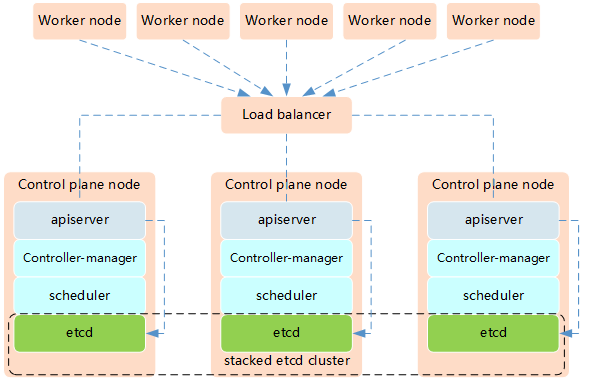 Worker node
Worker node
Worker node
Worker node
Worker node
Load balancer
Control plane node
Control plane node
Control plane node
apiserver
apiserver
apiserver
Controller-manager
Controller-manager
Controller-manager
scheduler
scheduler
scheduler
etcd
etcd
etcd
stacked etcd cluster